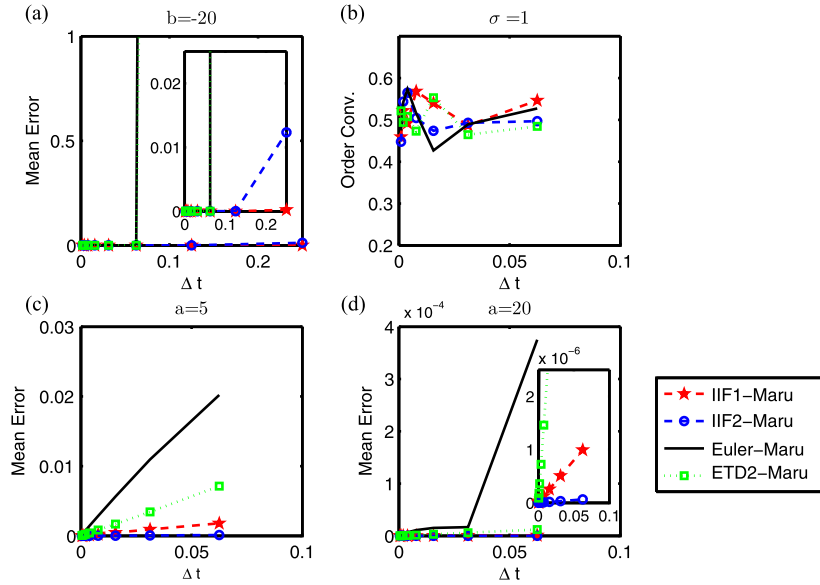 (a)
b=-20
Mean Error
1
0.5
0
0
0.1
0.2
Δ t
0.02
0.01
0
0
0.1
0.2
(b)
σ =1
Order Conv.
0.6
0.5
0.4
0.3
0.2
0
0.05
0.1
Δ t
(c)
a=5
Mean Error
0.03
0.02
0.01
0
0
0.05
0.1
Δ t
(d)
a=20
x 10⁻⁴
Mean Error
4
3
2
1
0
0
0.05
0.1
Δ t
x 10⁻⁶
2
1
0
0
0.05
0.1
IIF1−Maru
IIF2−Maru
Euler−Maru
ETD2−Maru